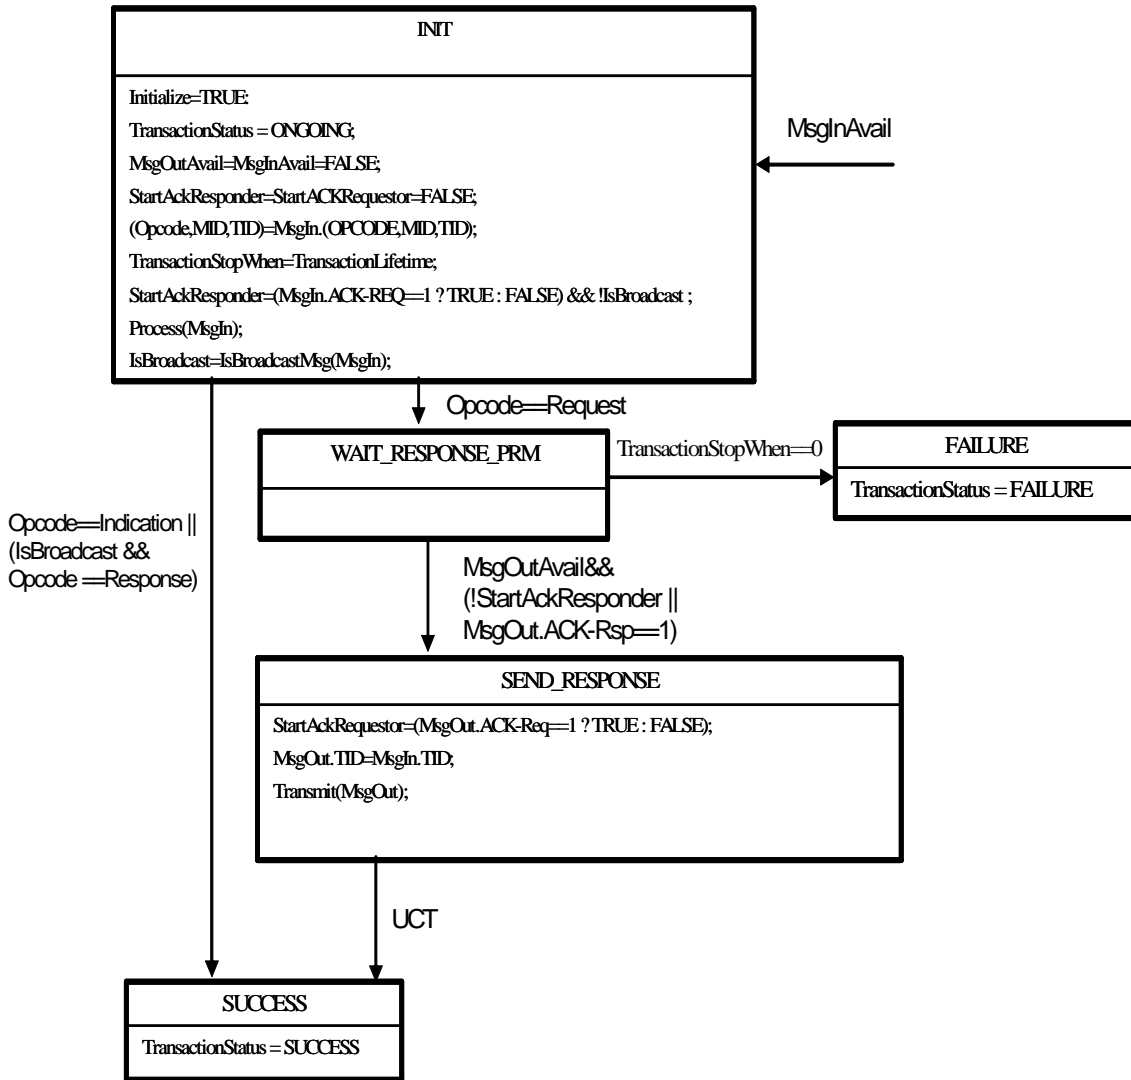 INIT
Initialize=TRUE:
TransactionStatus = ONGOING;
MsgOutAvail=MsgInAvail=FALSE;
StartAckResponder=StartACKRequestor=FALSE;
(Opcode,MID,TID)=MsgIn.(OPCODE,MID,TID);
TransactionStopWhen=TransactionLifetime;
StartAckResponder=(MsgIn.ACK-REQ==1 ? TRUE : FALSE) && !IsBroadcast ;
Process(MsgIn);
IsBroadcast=IsBroadcastMsg(MsgIn);
MsgInAvail
Opcode==Request
WAIT_RESPONSE_PRM
TransactionStopWhen==0
FAILURE
TransactionStatus = FAILURE
Opcode==Indication ||
(IsBroadcast &&
Opcode ==Response)
MsgOutAvail&&
(!StartAckResponder ||
MsgOut.ACK-Rsp==1)
SEND_RESPONSE
StartAckRequestor=(MsgOut.ACK-Req==1 ? TRUE : FALSE);
MsgOut.TID=MsgIn.TID;
Transmit(MsgOut);
UCT
SUCCESS
TransactionStatus = SUCCESS